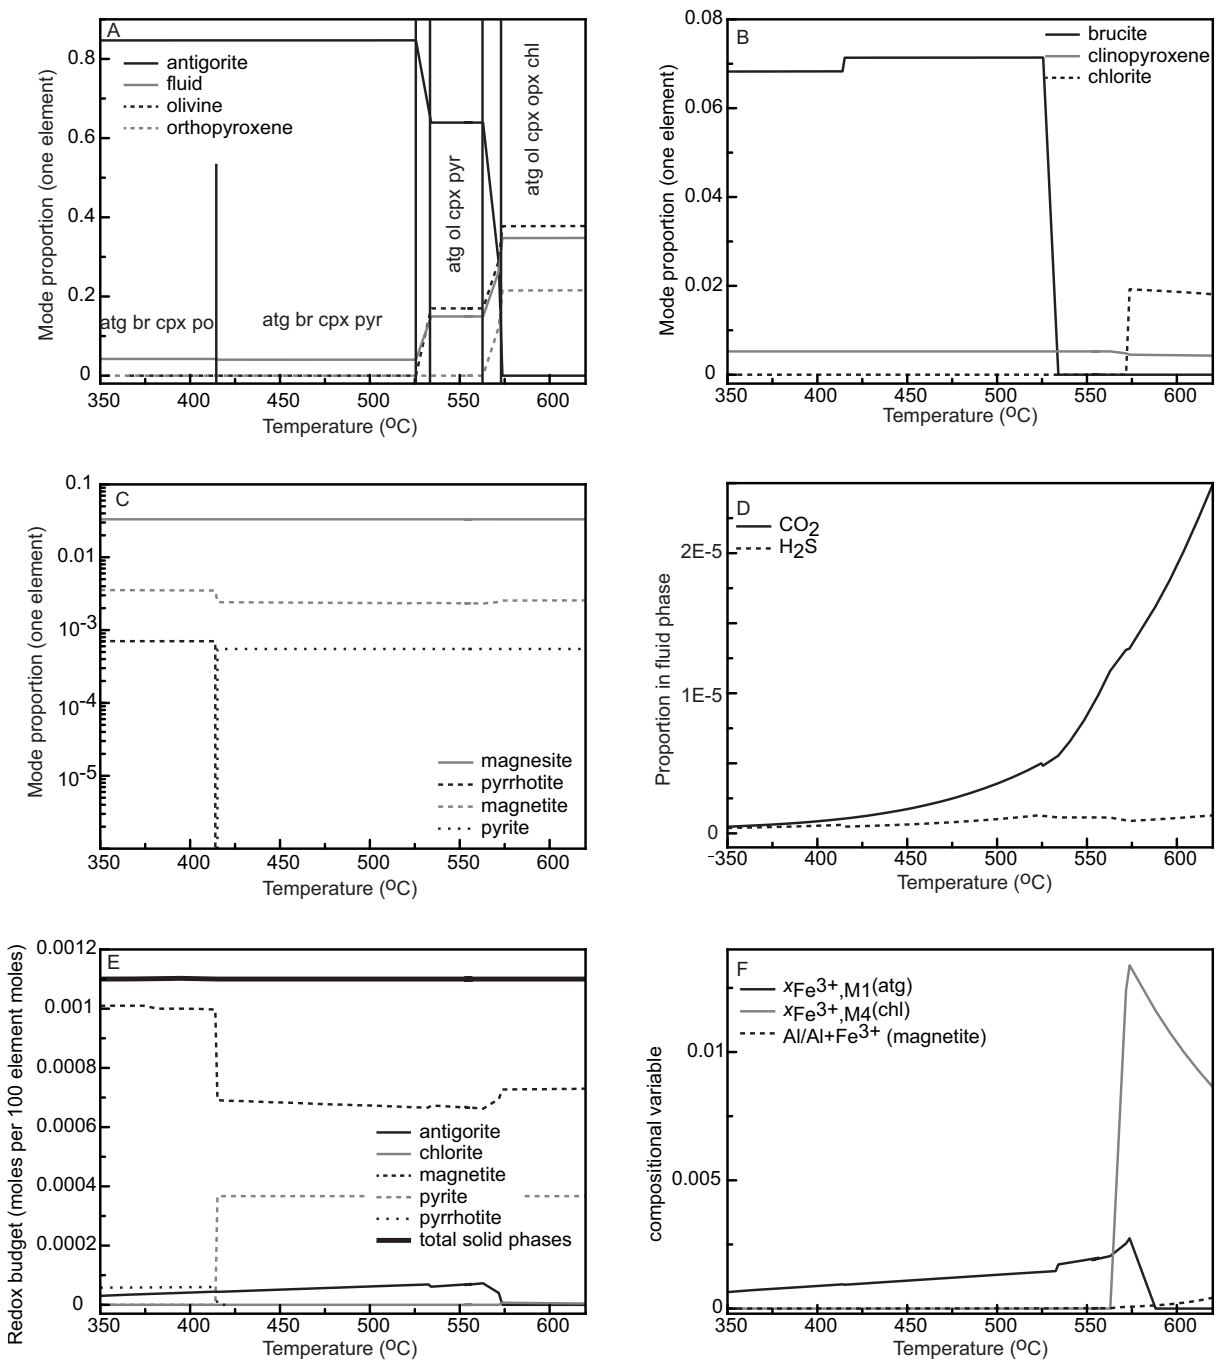 A
antigorite
fluid
olivine
orthopyroxene
atg br cpx po
atg br cpx pyr
atg ol cpx pyr
atg ol cpx opx chl
0.8
0.6
0.4
0.2
0
350 400 450 500 550 600
Temperature (ºC)
Mode proportion (one element)
B
brucite
clinopyroxene
chlorite
0.08
0.06
0.04
0.02
0
350 400 450 500 550 600
Temperature (ºC)
Mode proportion (one element)
C
magnesite
pyrrhotite
magnetite
pyrite
0.1
0.01
10⁻³
10⁻⁴
10⁻⁵
350 400 450 500 550 600
Temperature (ºC)
Mode proportion (one element)
D
CO₂
H₂S
2E-5
1E-5
0
350 400 450 500 550 600
Temperature (ºC)
Proportion in fluid phase
E
antigorite
chlorite
magnetite
pyrite
pyrrhotite
total solid phases
0.0012
0.001
0.0008
0.0006
0.0004
0.0002
0
350 400 450 500 550 600
Temperature (ºC)
Redox budget (moles per 100 element moles)
F
xFe³⁺,M1(atg)
xFe³⁺,M4(chl)
Al/Al+Fe³⁺ (magnetite)
0.01
0.005
0
350 400 450 500 550 600
Temperature (ºC)
compositional variable